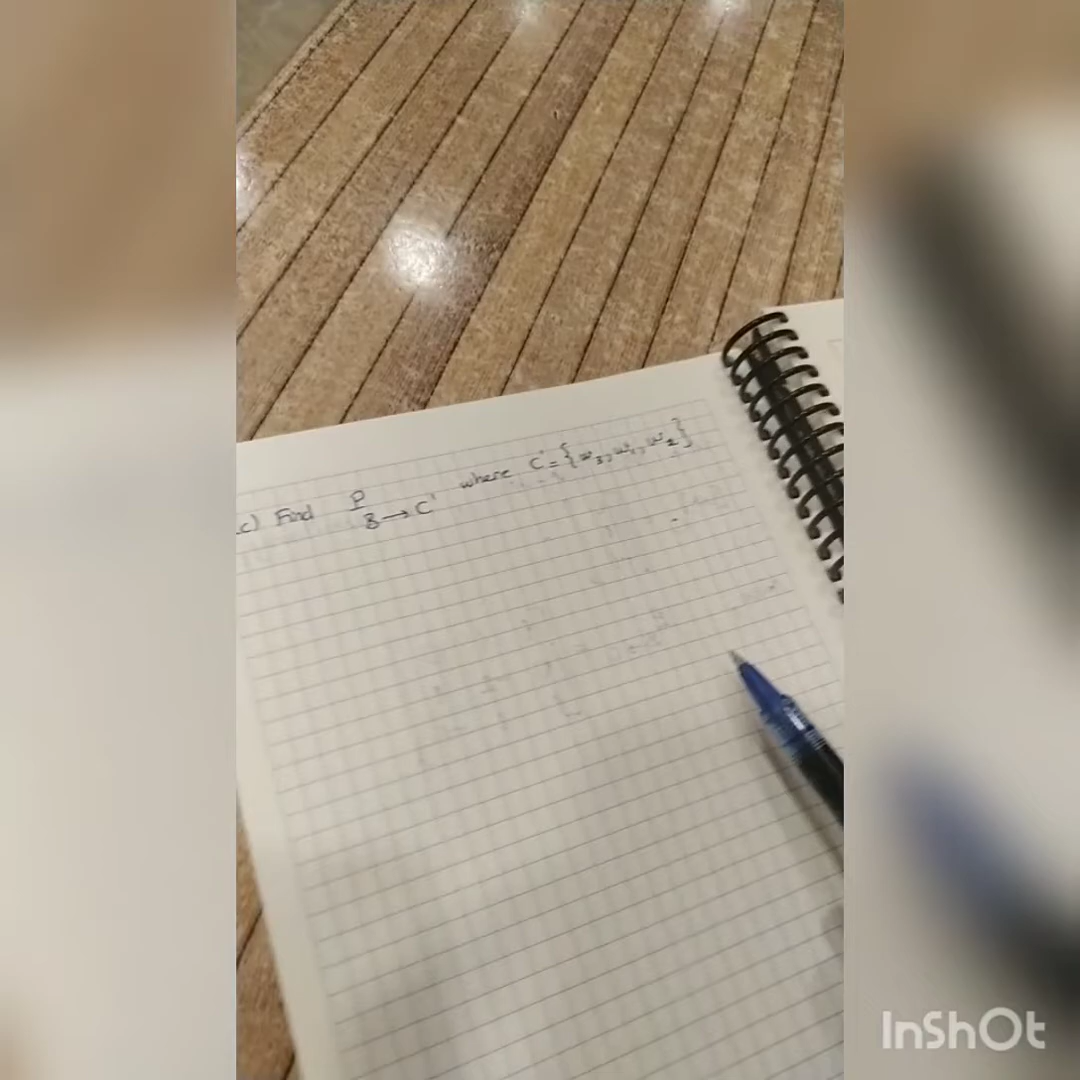 c) Find P B → C' where C' = {w₃, w₁, w₂}
InShOt